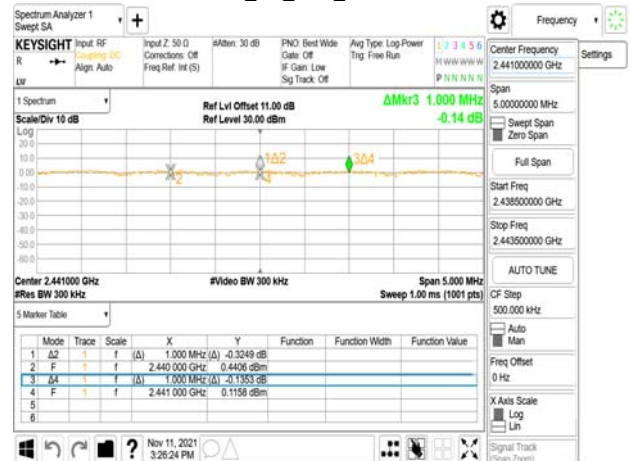 Spectrum Analyzer 1
Swept SA
+
Frequency
KEYSIGHT
Input: RF
Coupling: DC
Align: Auto
Input Z: 50 Ω
Corrections: Off
Freq Ref: Int (S)
#Atten: 30 dB
PNO: Best Wide
Gate: Off
IF Gain: Low
Sig Track: Off
Avg Type: Log-Power
Trig: Free Run
1 2 3 4 5 6
M W W W W W
P N N N N N
R
Center Frequency
2.441000000 GHz
Settings
Span
5.00000000 MHz
Swept Span
Zero Span
Full Span
Start Freq
2.438500000 GHz
Stop Freq
2.443500000 GHz
AUTO TUNE
CF Step
500.000 kHz
Auto
Man
Freq Offset
0 Hz
X Axis Scale
Log
Lin
Signal Track
(Span Zoom)
1 Spectrum
Scale/Div 10 dB
Ref Lvl Offset 11.00 dB
Ref Level 30.00 dBm
ΔMkr3 1.000 MHz
-0.14 dB
Log
20.0
10.0
0.00
-10.0
-20.0
-30.0
-40.0
-50.0
-60.0
1Δ2
3Δ4
2
4
Center 2.441000 GHz
#Res BW 300 kHz
#Video BW 300 kHz
Span 5.000 MHz
Sweep 1.00 ms (1001 pts)
5 Marker Table
Mode Trace Scale X Y Function Function Width Function Value
1 Δ2 1 f (Δ) 1.000 MHz (Δ) -0.3249 dB
2 F 1 f 2.440 000 GHz 0.4406 dBm
3 Δ4 1 f (Δ) 1.000 MHz (Δ) -0.1353 dB
4 F 1 f 2.441 000 GHz 0.1158 dBm
5
6
?
Nov 11, 2021
3:26:24 PM